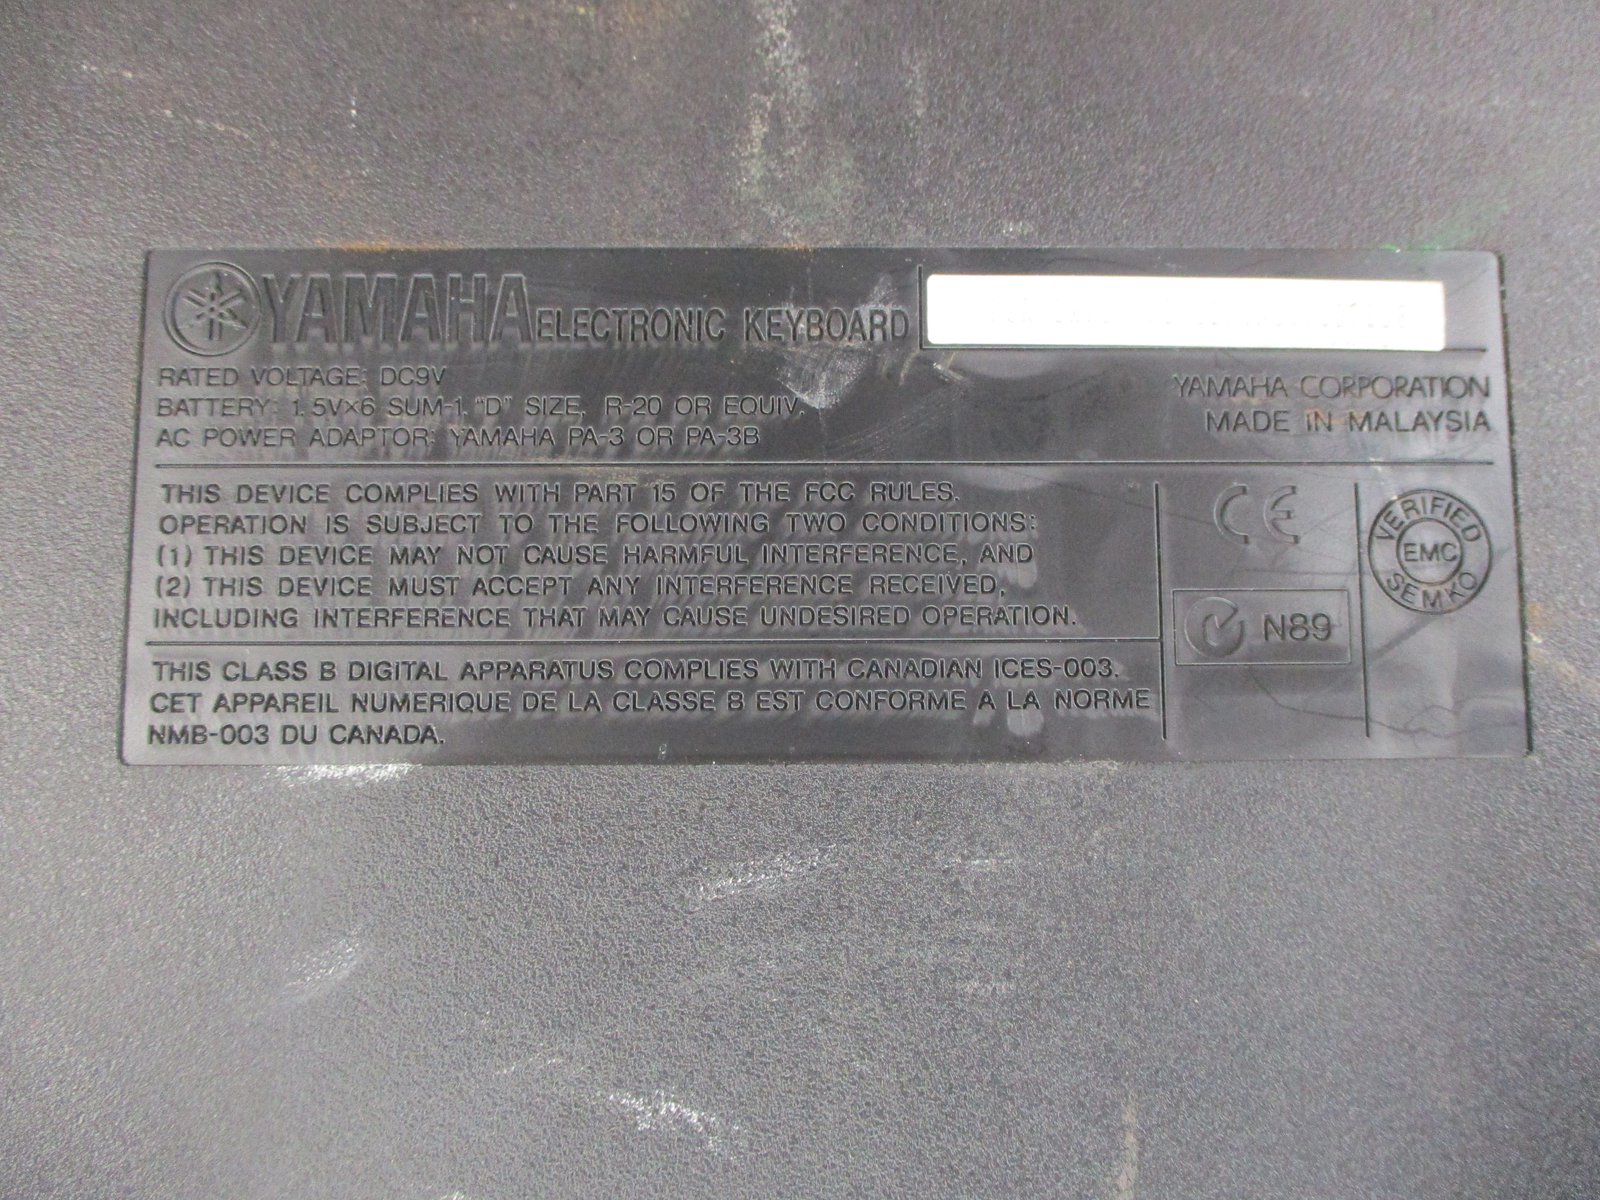 YAMAHA ELECTRONIC KEYBOARD
RATED VOLTAGE: DC9V
BATTERY: 1.5V×6 SUM-1, "D" SIZE, R-20 OR EQUIV.
AC POWER ADAPTOR: YAMAHA PA-3 OR PA-3B
YAMAHA CORPORATION
MADE IN MALAYSIA
THIS DEVICE COMPLIES WITH PART 15 OF THE FCC RULES.
OPERATION IS SUBJECT TO THE FOLLOWING TWO CONDITIONS:
(1) THIS DEVICE MAY NOT CAUSE HARMFUL INTERFERENCE, AND
(2) THIS DEVICE MUST ACCEPT ANY INTERFERENCE RECEIVED,
INCLUDING INTERFERENCE THAT MAY CAUSE UNDESIRED OPERATION.
THIS CLASS B DIGITAL APPARATUS COMPLIES WITH CANADIAN ICES-003.
CET APPAREIL NUMERIQUE DE LA CLASSE B EST CONFORME A LA NORME
NMB-003 DU CANADA.
CE
N89
VERIFIED
EMC
SEMKO